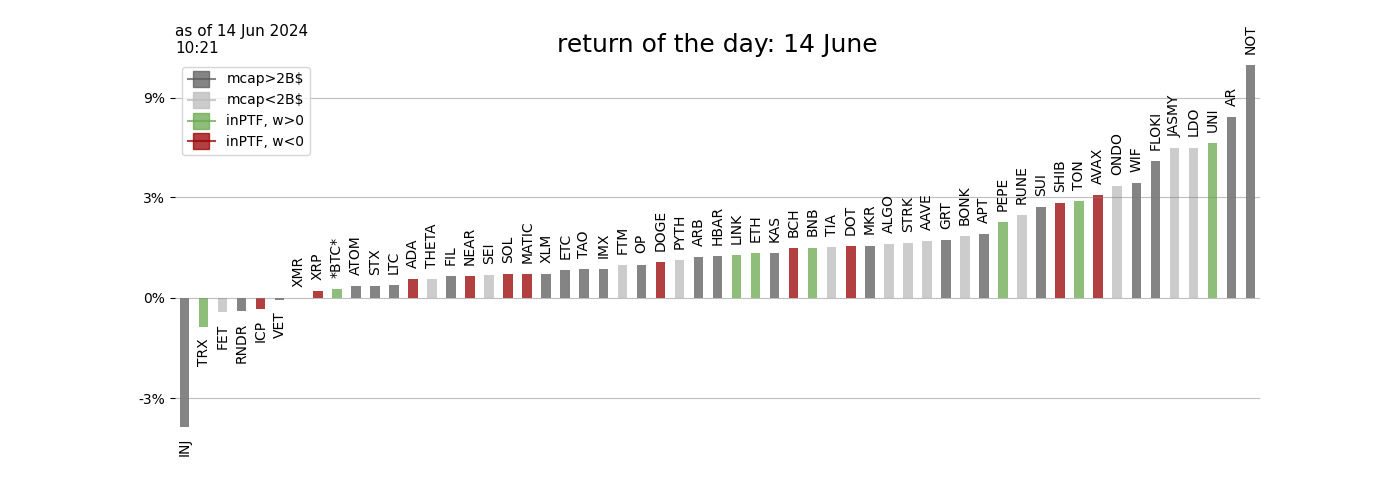 as of 14 Jun 2024
10:21
return of the day: 14 June
mcap>2B$
mcap<2B$
inPTF, w>0
inPTF, w<0
9%
3%
0%
-3%
INJ
TRX
FET
RNDR
ICP
VET
XMR
XRP
*BTC*
ATOM
STX
LTC
ADA
THETA
FIL
NEAR
SEI
SOL
MATIC
XLM
ETC
TAO
IMX
FTM
OP
DOGE
PYTH
ARB
HBAR
LINK
ETH
KAS
BCH
BNB
TIA
DOT
MKR
ALGO
STRK
AAVE
GRT
BONK
APT
PEPE
RUNE
SUI
SHIB
TON
AVAX
ONDO
WIF
FLOKI
JASMY
LDO
UNI
AR
NOT